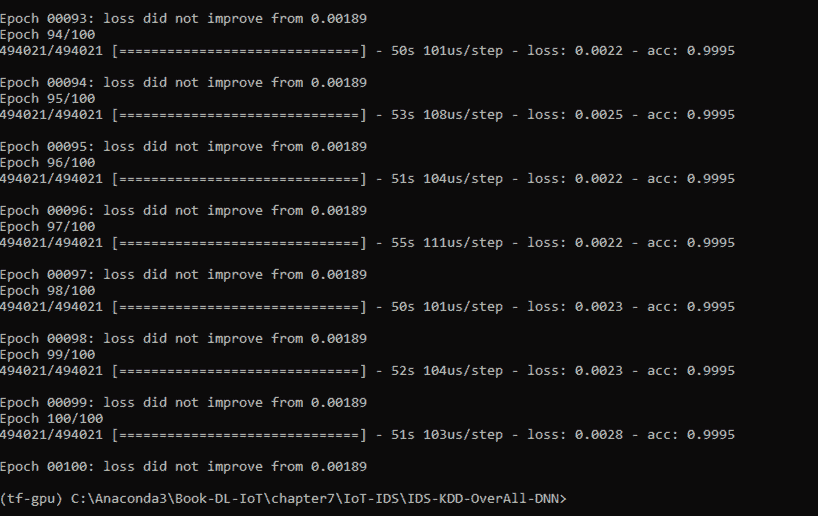 Epoch 00093: loss did not improve from 0.00189
Epoch 94/100
494021/494021 [==============================] - 50s 101us/step - loss: 0.0022 - acc: 0.9995
Epoch 00094: loss did not improve from 0.00189
Epoch 95/100
494021/494021 [==============================] - 53s 108us/step - loss: 0.0025 - acc: 0.9995
Epoch 00095: loss did not improve from 0.00189
Epoch 96/100
494021/494021 [==============================] - 51s 104us/step - loss: 0.0022 - acc: 0.9995
Epoch 00096: loss did not improve from 0.00189
Epoch 97/100
494021/494021 [==============================] - 55s 111us/step - loss: 0.0022 - acc: 0.9995
Epoch 00097: loss did not improve from 0.00189
Epoch 98/100
494021/494021 [==============================] - 50s 101us/step - loss: 0.0023 - acc: 0.9995
Epoch 00098: loss did not improve from 0.00189
Epoch 99/100
494021/494021 [==============================] - 52s 104us/step - loss: 0.0023 - acc: 0.9995
Epoch 00099: loss did not improve from 0.00189
Epoch 100/100
494021/494021 [==============================] - 51s 103us/step - loss: 0.0028 - acc: 0.9995
Epoch 00100: loss did not improve from 0.00189
(tf-gpu) C:\Anaconda3\Book-DL-IoT\chapter7\IoT-IDS\IDS-KDD-OverAll-DNN>